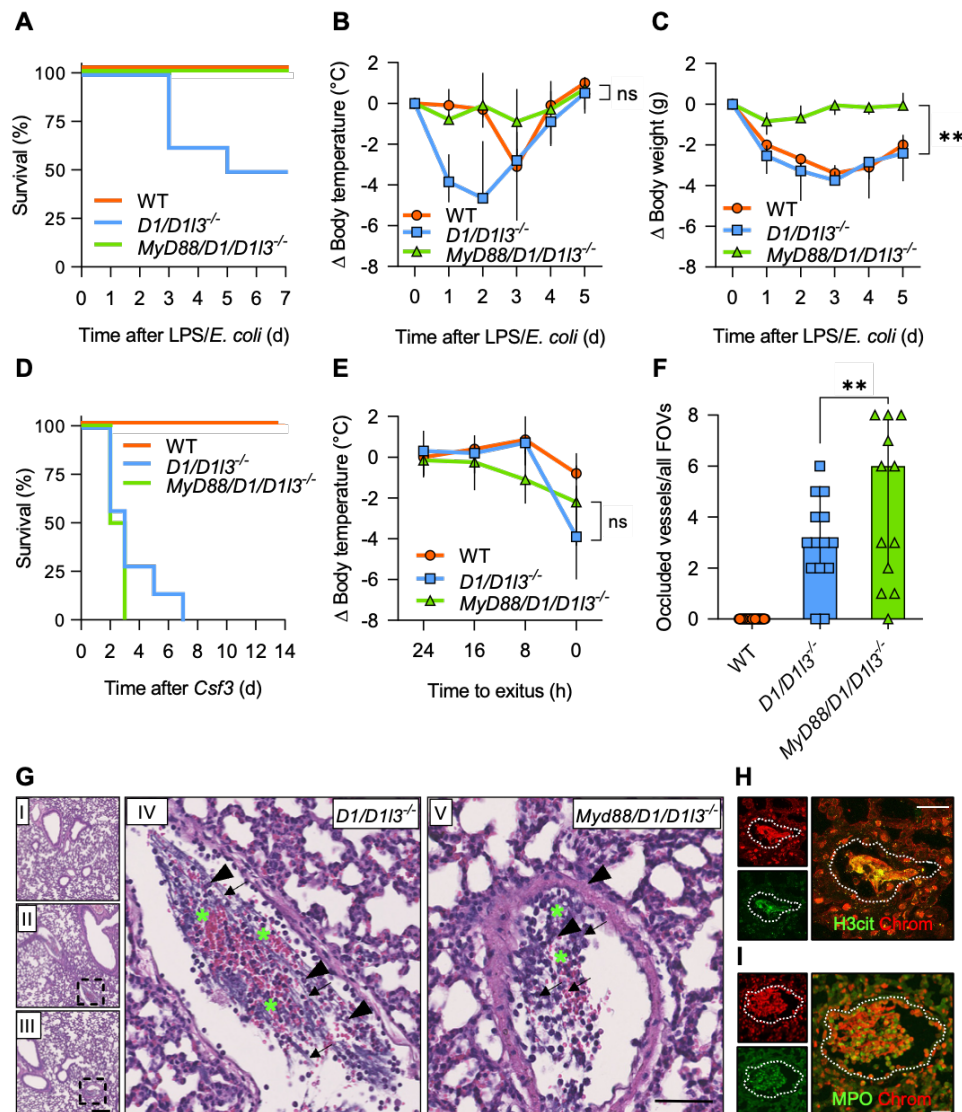 A
Survival (%)
100
75
50
25
0
WT
D1/D1l3-/-
MyD88/D1/D1l3-/-
0 1 2 3 4 5 6 7
Time after LPS/E. coli (d)
B
Δ Body temperature (°C)
2
0
-2
-4
-6
-8
ns
WT
D1/D1l3-/-
MyD88/D1/D1l3-/-
0 1 2 3 4 5
Time after LPS/E. coli (d)
C
Δ Body weight (g)
2
0
-2
-4
-6
-8
**
WT
D1/D1l3-/-
MyD88/D1/D1l3-/-
0 1 2 3 4 5
Time after LPS/E. coli (d)
D
Survival (%)
100
75
50
25
0
WT
D1/D1l3-/-
MyD88/D1/D1l3-/-
0 2 4 6 8 10 12 14
Time after Csf3 (d)
E
Δ Body temperature (°C)
2
0
-2
-4
-6
-8
ns
WT
D1/D1l3-/-
MyD88/D1/D1l3-/-
24 16 8 0
Time to exitus (h)
F
**
Occluded vessels/all FOVs
8
6
4
2
0
WT
D1/D1l3-/-
MyD88/D1/D1l3-/-
G
I
II
III
IV
D1/D1l3-/-
V
Myd88/D1/D1l3-/-
H
H3cit Chrom
I
MPO Chrom